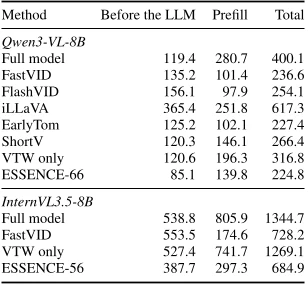 Method Before the LLM Prefill Total
Qwen3-VL-8B
Full model 119.4 280.7 400.1
FastVID 135.2 101.4 236.6
FlashVID 156.1 97.9 254.1
iLLaVA 365.4 251.8 617.3
EarlyTom 125.2 102.1 227.4
ShortV 120.3 146.1 266.4
VTW only 120.6 196.3 316.8
ESSENCE-66 85.1 139.8 224.8
InternVL3.5-8B
Full model 538.8 805.9 1344.7
FastVID 553.5 174.6 728.2
VTW only 527.4 741.7 1269.1
ESSENCE-56 387.7 297.3 684.9